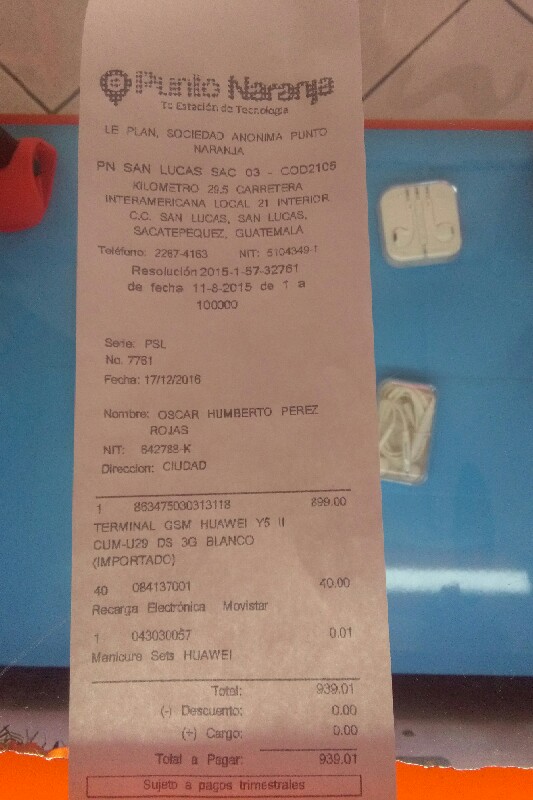 Punto Naranja
Tu Estación de Tecnología
LE PLAN, SOCIEDAD ANONIMA PUNTO
NARANJA
PN SAN LUCAS SAC 03 - COD2105
KILOMETRO 29.5 CARRETERA
INTERAMERICANA LOCAL 21 INTERIOR
C.C. SAN LUCAS, SAN LUCAS,
SACATEPEQUEZ, GUATEMALA
Teléfono: 2267-4163 NIT: 5104349-1
Resolución 2015-1-57-32761
de fecha 11-8-2015 de 1 a
100000
Serie: PSL
No. 7761
Fecha: 17/12/2016
Nombre: OSCAR HUMBERTO PEREZ
ROJAS
NIT: 642788-K
Direccion: CIUDAD
1 863475030313118 899.00
TERMINAL GSM HUAWEI Y5 II
CUM-U29 DS 3G BLANCO
(IMPORTADO)
40 084137001 40.00
Recarga Electrónica Movistar
1 043030057 0.01
Manicure Sets HUAWEI
Total: 939.01
(-) Descuento: 0.00
(+) Cargo: 0.00
Total a Pagar: 939.01
Sujeto a pagos trimestrales